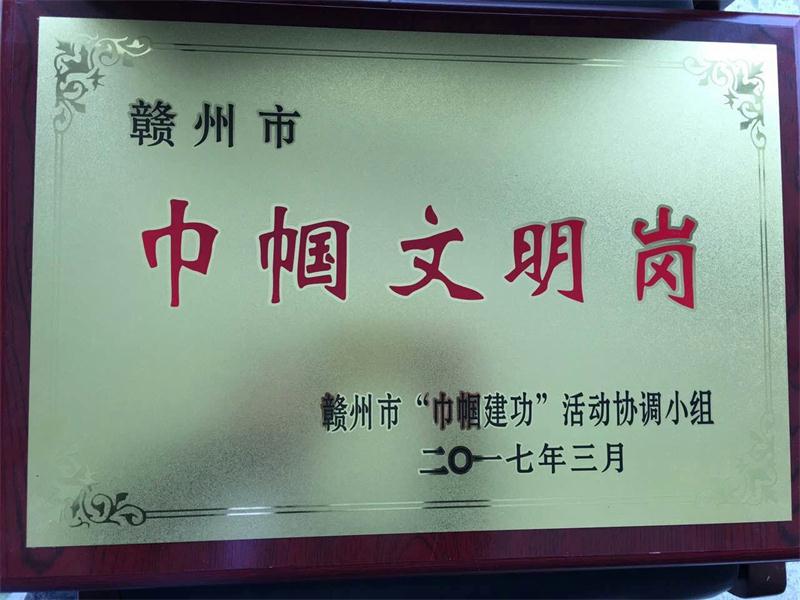 赣州市
巾帼文明岗
赣州市“巾帼建功”活动协调小组
二〇一七年三月